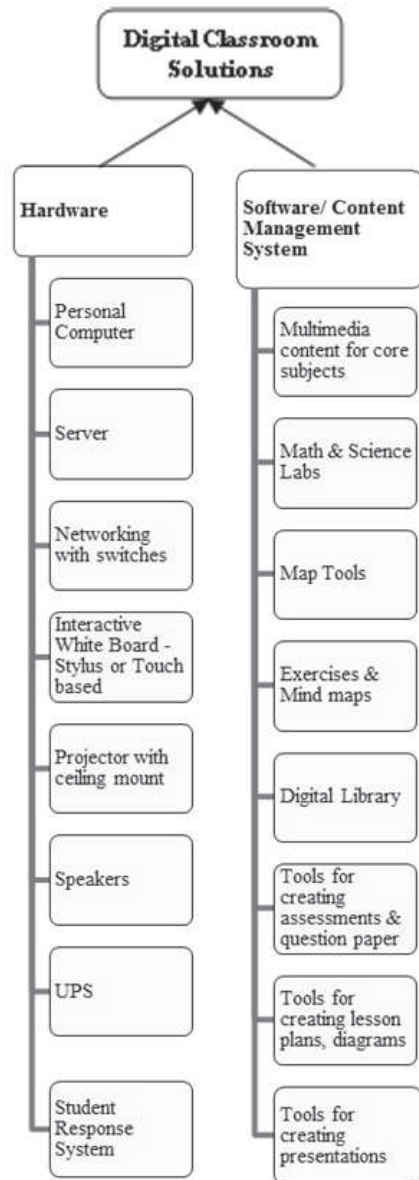 Digital Classroom
Solutions
Hardware
Personal
Computer
Server
Networking
with switches
Interactive
White Board -
Stylus or Touch
based
Projector with
ceiling mount
Speakers
UPS
Student
Response
System
Software/ Content
Management
System
Multimedia
content for core
subjects
Math & Science
Labs
Map Tools
Exercises &
Mind maps
Digital Library
Tools for
creating
assessments &
question paper
Tools for
creating lesson
plans, diagrams
Tools for
creating
presentations